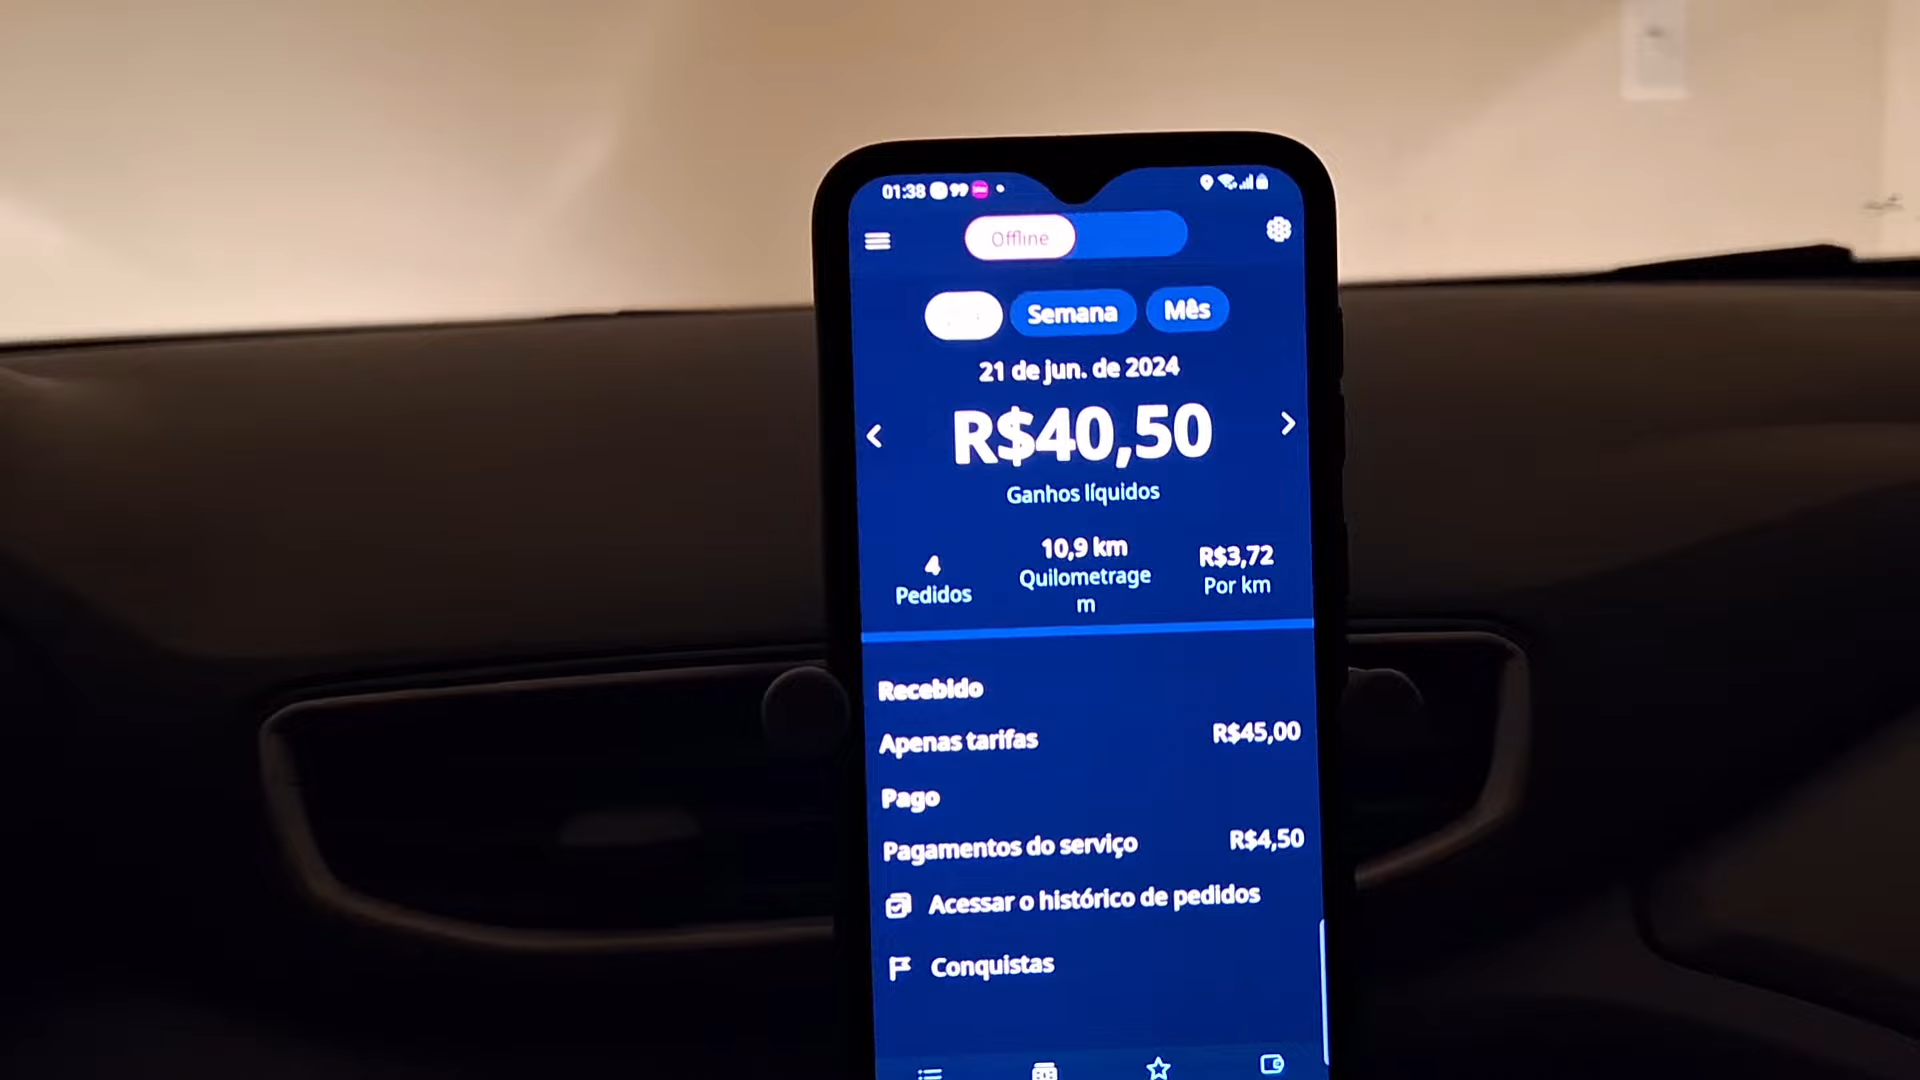 01:38 99
Offline
Semana Mês
21 de jun. de 2024
R$40,50
Ganhos líquidos
4
Pedidos
10,9 km
Quilometrage
m
R$3,72
Por km
Recebido
Apenas tarifas R$45,00
Pago
Pagamentos do serviço R$4,50
Acessar o histórico de pedidos
Conquistas